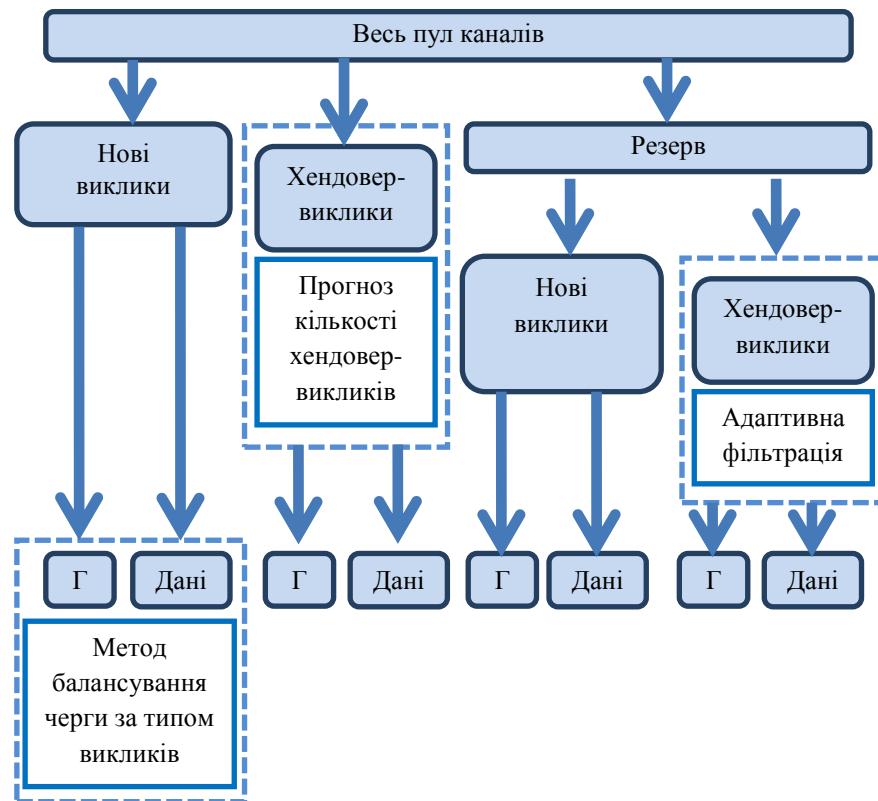 Весь пул каналів
Нові
виклики
Хендовер-
виклики
Прогноз
кількості
хендовер-
викликів
Резерв
Нові
виклики
Хендовер-
виклики
Адаптивна
фільтрація
Г
Дані
Г
Дані
Г
Дані
Г
Дані
Метод
балансування
черги за типом
викликів